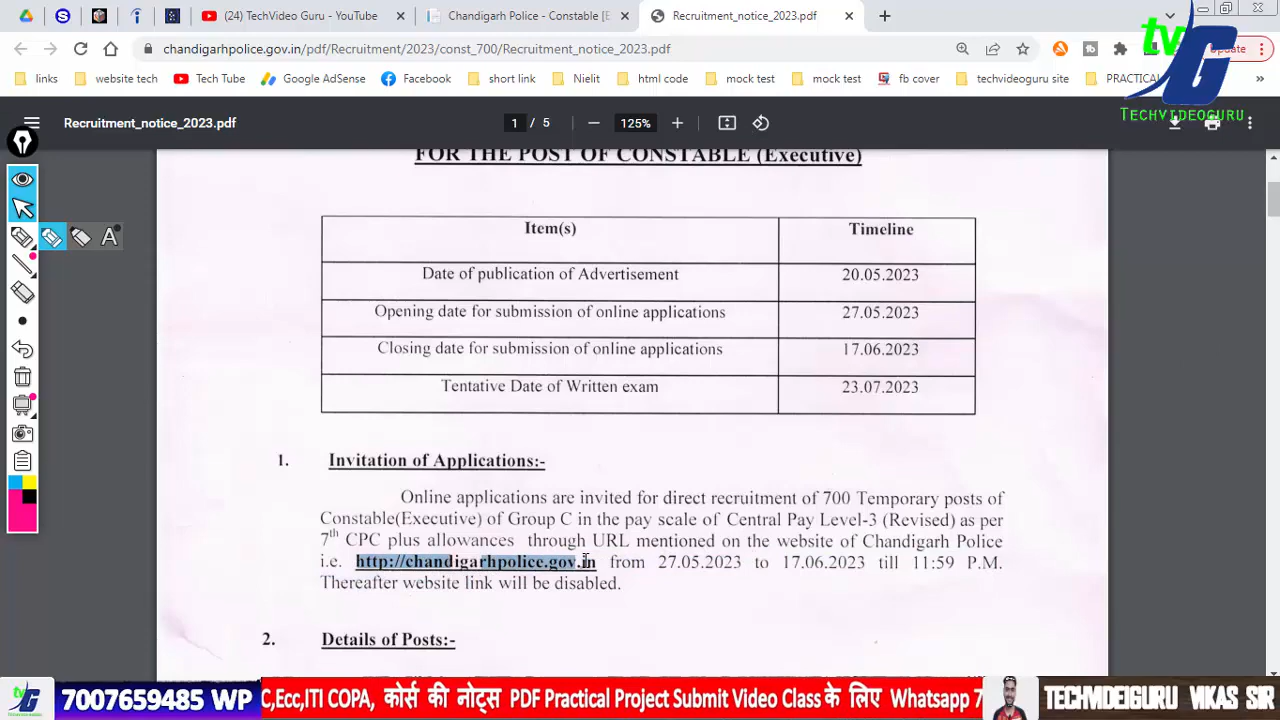 (24) TechVideo Guru - YouTube
Chandigarh Police - Constable [E
Recruitment_notice_2023.pdf
chandigarhpolice.gov.in/pdf/Recruitment/2023/const_700/Recruitment_notice_2023.pdf
Update
links
website tech
Tech Tube
Google AdSense
Facebook
short link
Nielit
html code
mock test
mock test
fb cover
techvideoguru site
PRACTICAL
tv
G
TECHVIDEOGURU
Recruitment_notice_2023.pdf
1 / 5
125%
FOR THE POST OF CONSTABLE (Executive)
Item(s) Timeline
Date of publication of Advertisement 20.05.2023
Opening date for submission of online applications 27.05.2023
Closing date for submission of online applications 17.06.2023
Tentative Date of Written exam 23.07.2023
1. Invitation of Applications:-
Online applications are invited for direct recruitment of 700 Temporary posts of
Constable(Executive) of Group C in the pay scale of Central Pay Level-3 (Revised) as per
7th CPC plus allowances through URL mentioned on the website of Chandigarh Police
i.e. http://chandigarhpolice.gov.in from 27.05.2023 to 17.06.2023 till 11:59 P.M.
Thereafter website link will be disabled.
2. Details of Posts:-
7007659485 WP
C,Ecc,ITI COPA, कोर्स की नोट्स PDF Practical Project Submit Video Class के लिए Whatsapp 7
TECHVIDEIGURU VIKAS SIR